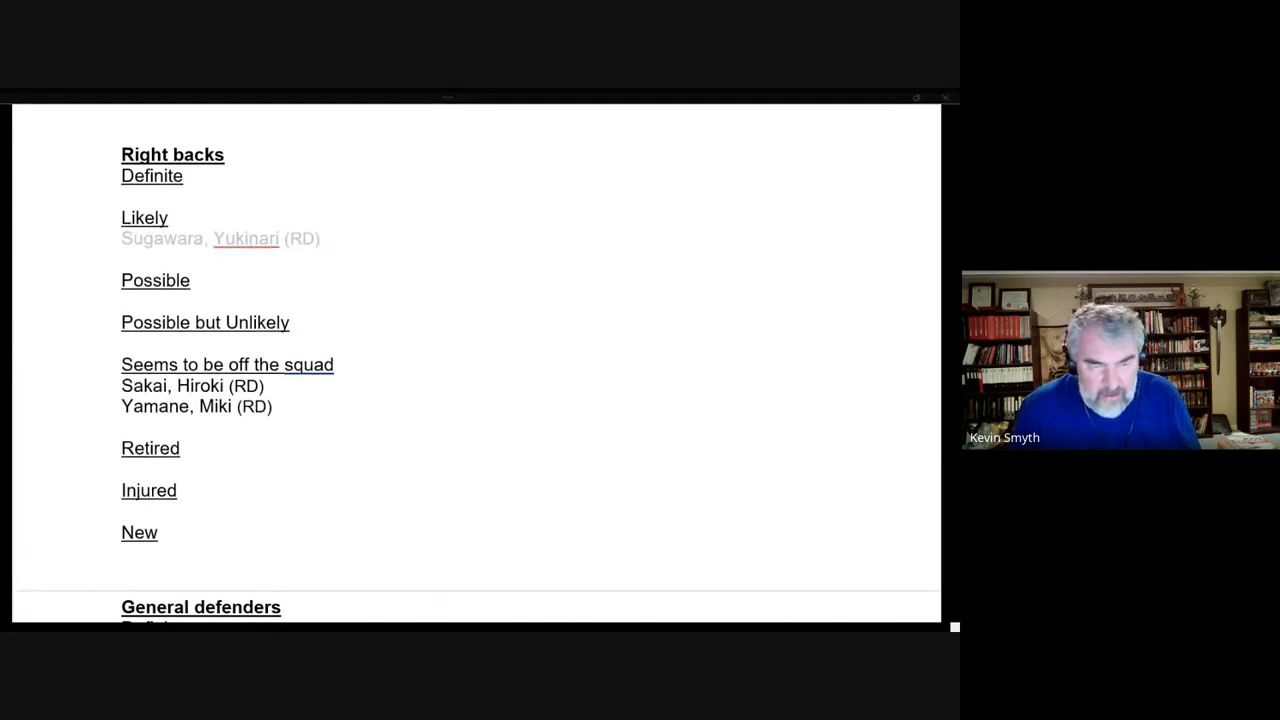 Right backs
Definite
Likely
Sugawara, Yukinari (RD)
Possible
Possible but Unlikely
Seems to be off the squad
Sakai, Hiroki (RD)
Yamane, Miki (RD)
Retired
Injured
New
General defenders
Kevin Smyth